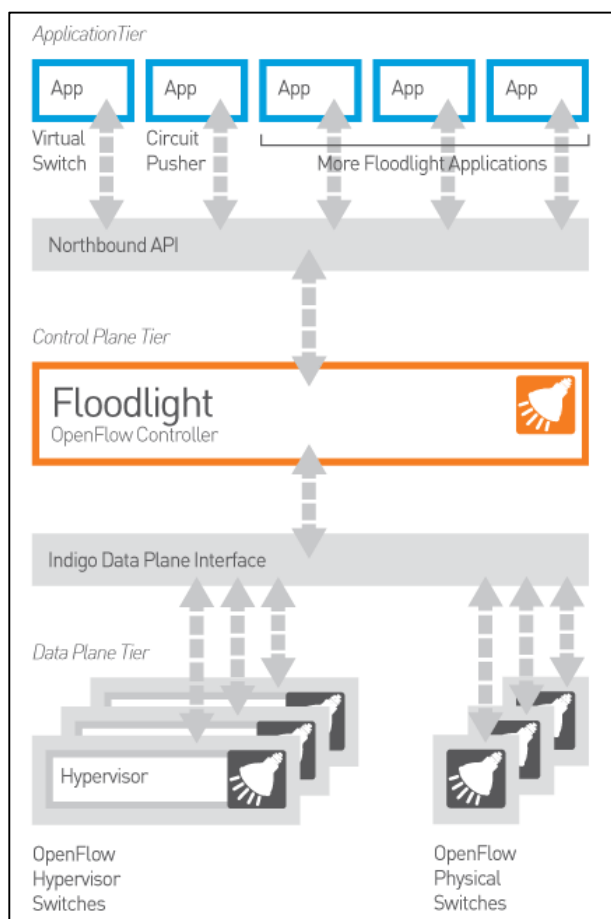 ApplicationTier
App
App
App
App
App
Virtual
Switch
Circuit
Pusher
More Floodlight Applications
Northbound API
Control Plane Tier
Floodlight
OpenFlow Controller
Indigo Data Plane Interface
Data Plane Tier
Hypervisor
OpenFlow
Hypervisor
Switches
OpenFlow
Physical
Switches